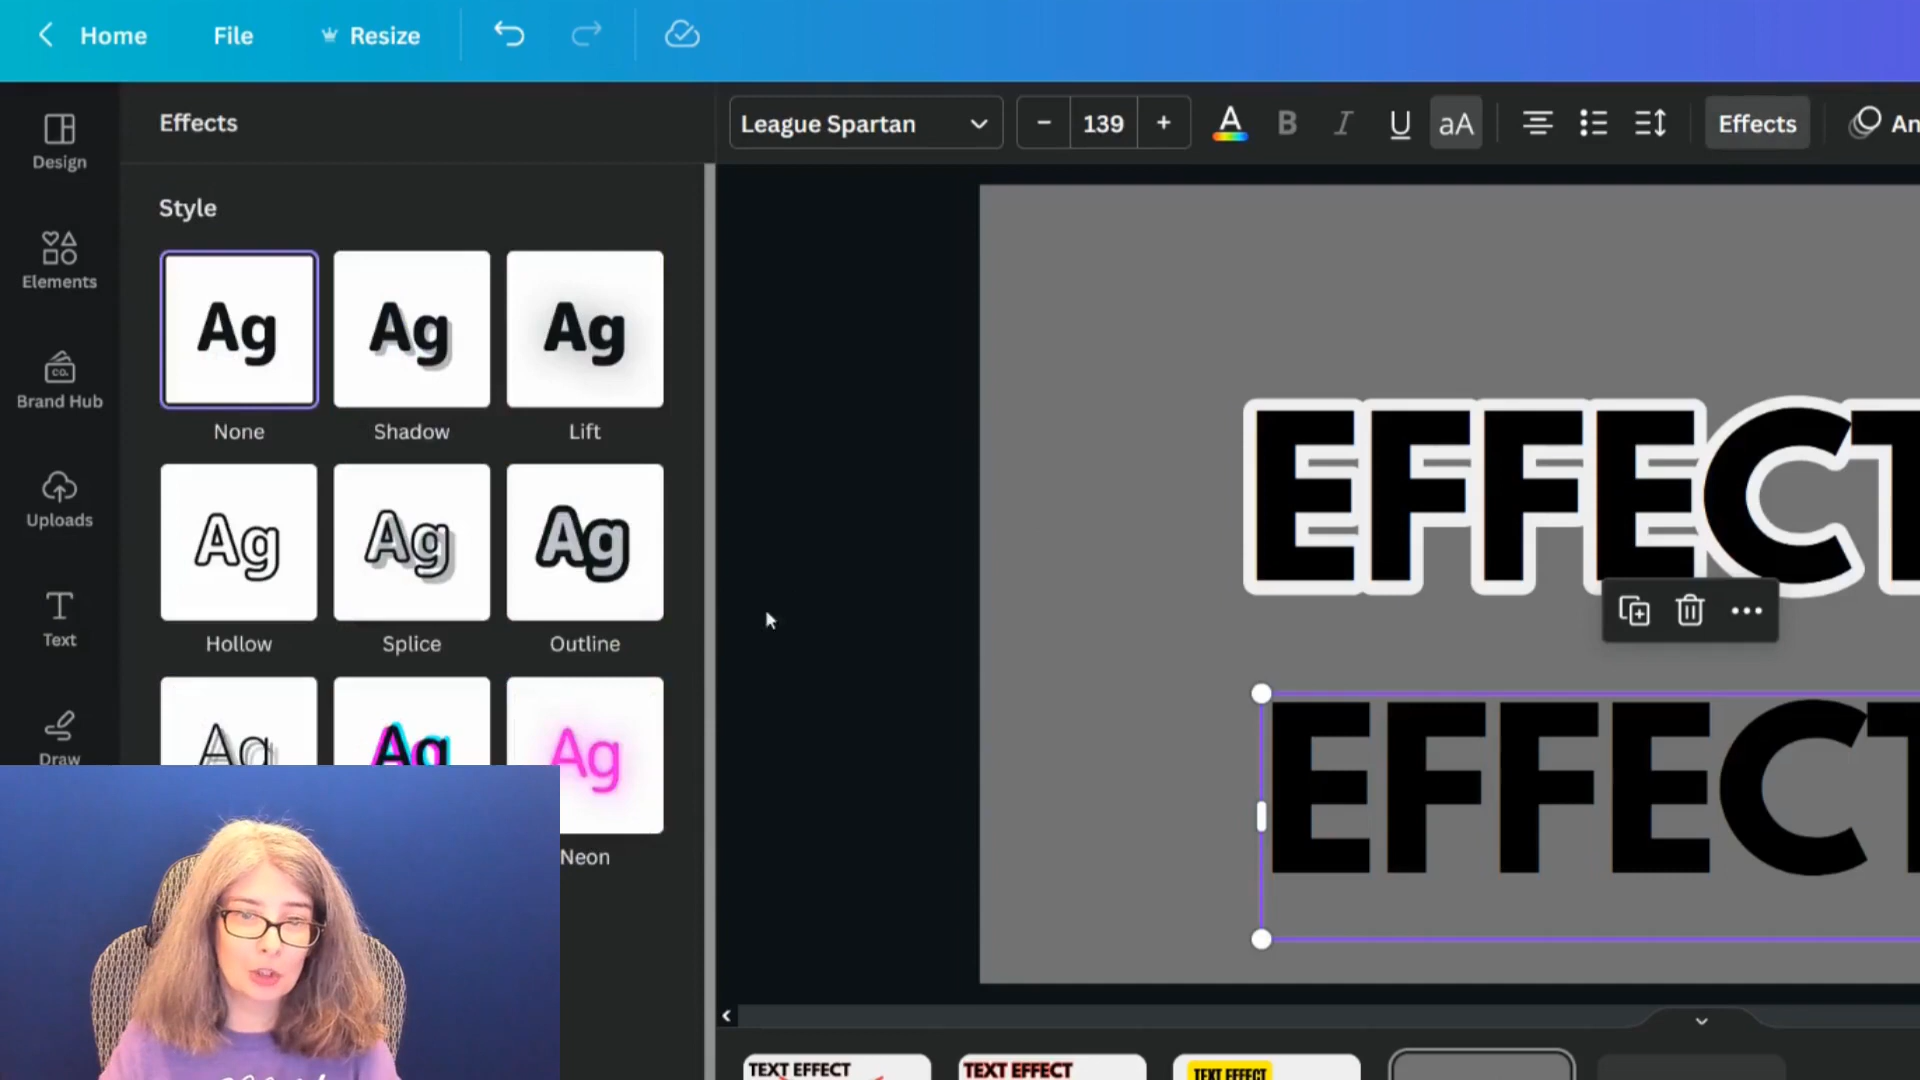 Home File Resize
Design
Elements
Brand Hub
CO.
Uploads
Text
Draw
Effects
Style
Ag Ag Ag
None Shadow Lift
Ag Ag Ag
Hollow Splice Outline
Ag Ag Ag
Neon
League Spartan - 139 + A B I U aA Effects An
EFFECT
EFFECT
TEXT EFFECT TEXT EFFECT TEXT EFFECT